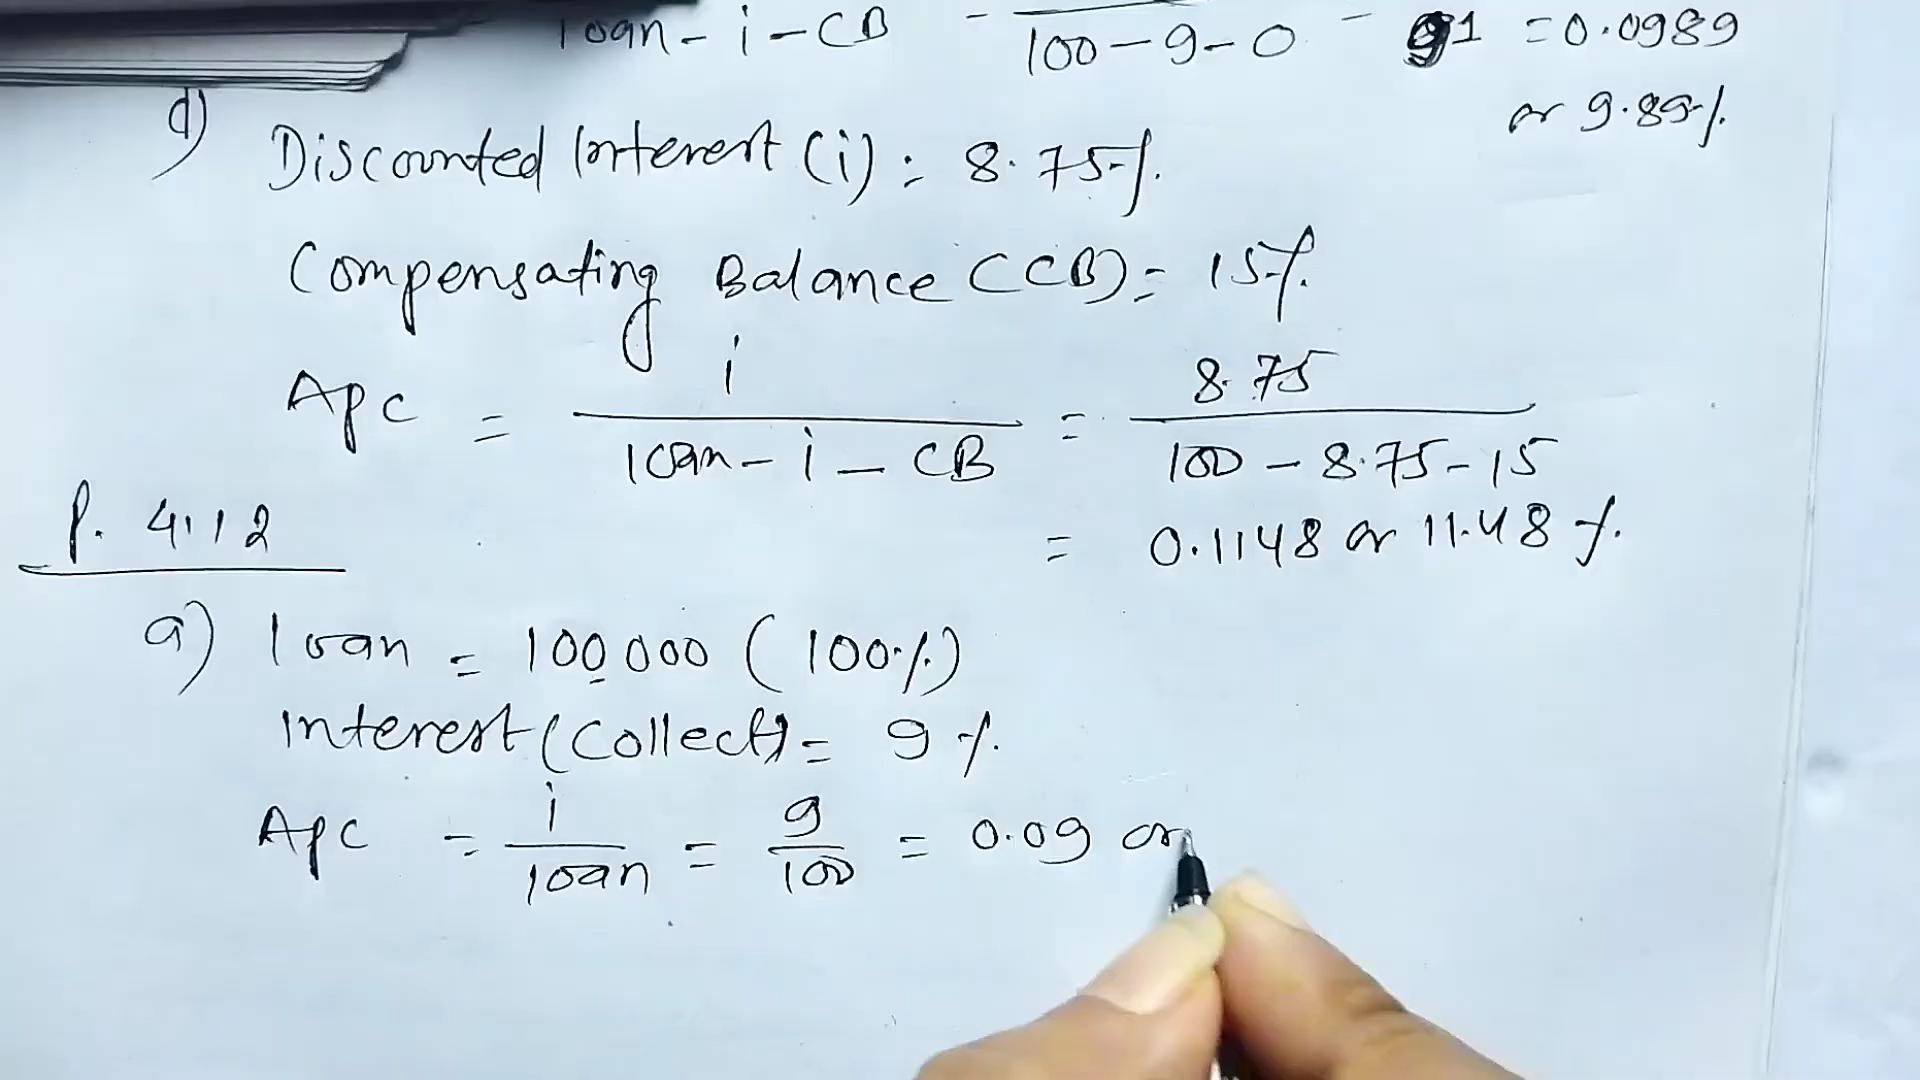 loan - i - CB - 100 - 9 - 0 - 91 = 0.0989
or 9.89%
d)
Discounted Interest (i) = 8.75%.
Compensating Balance (CB) = 15%.
Apc = i / loan - i - CB = 8.75 / 100 - 8.75 - 15
= 0.1148 or 11.48%.
P. 4.12
a) loan = 100000 (100%)
Interest (Collect) = 9%.
Apc = i / loan = 9 / 100 = 0.09 or